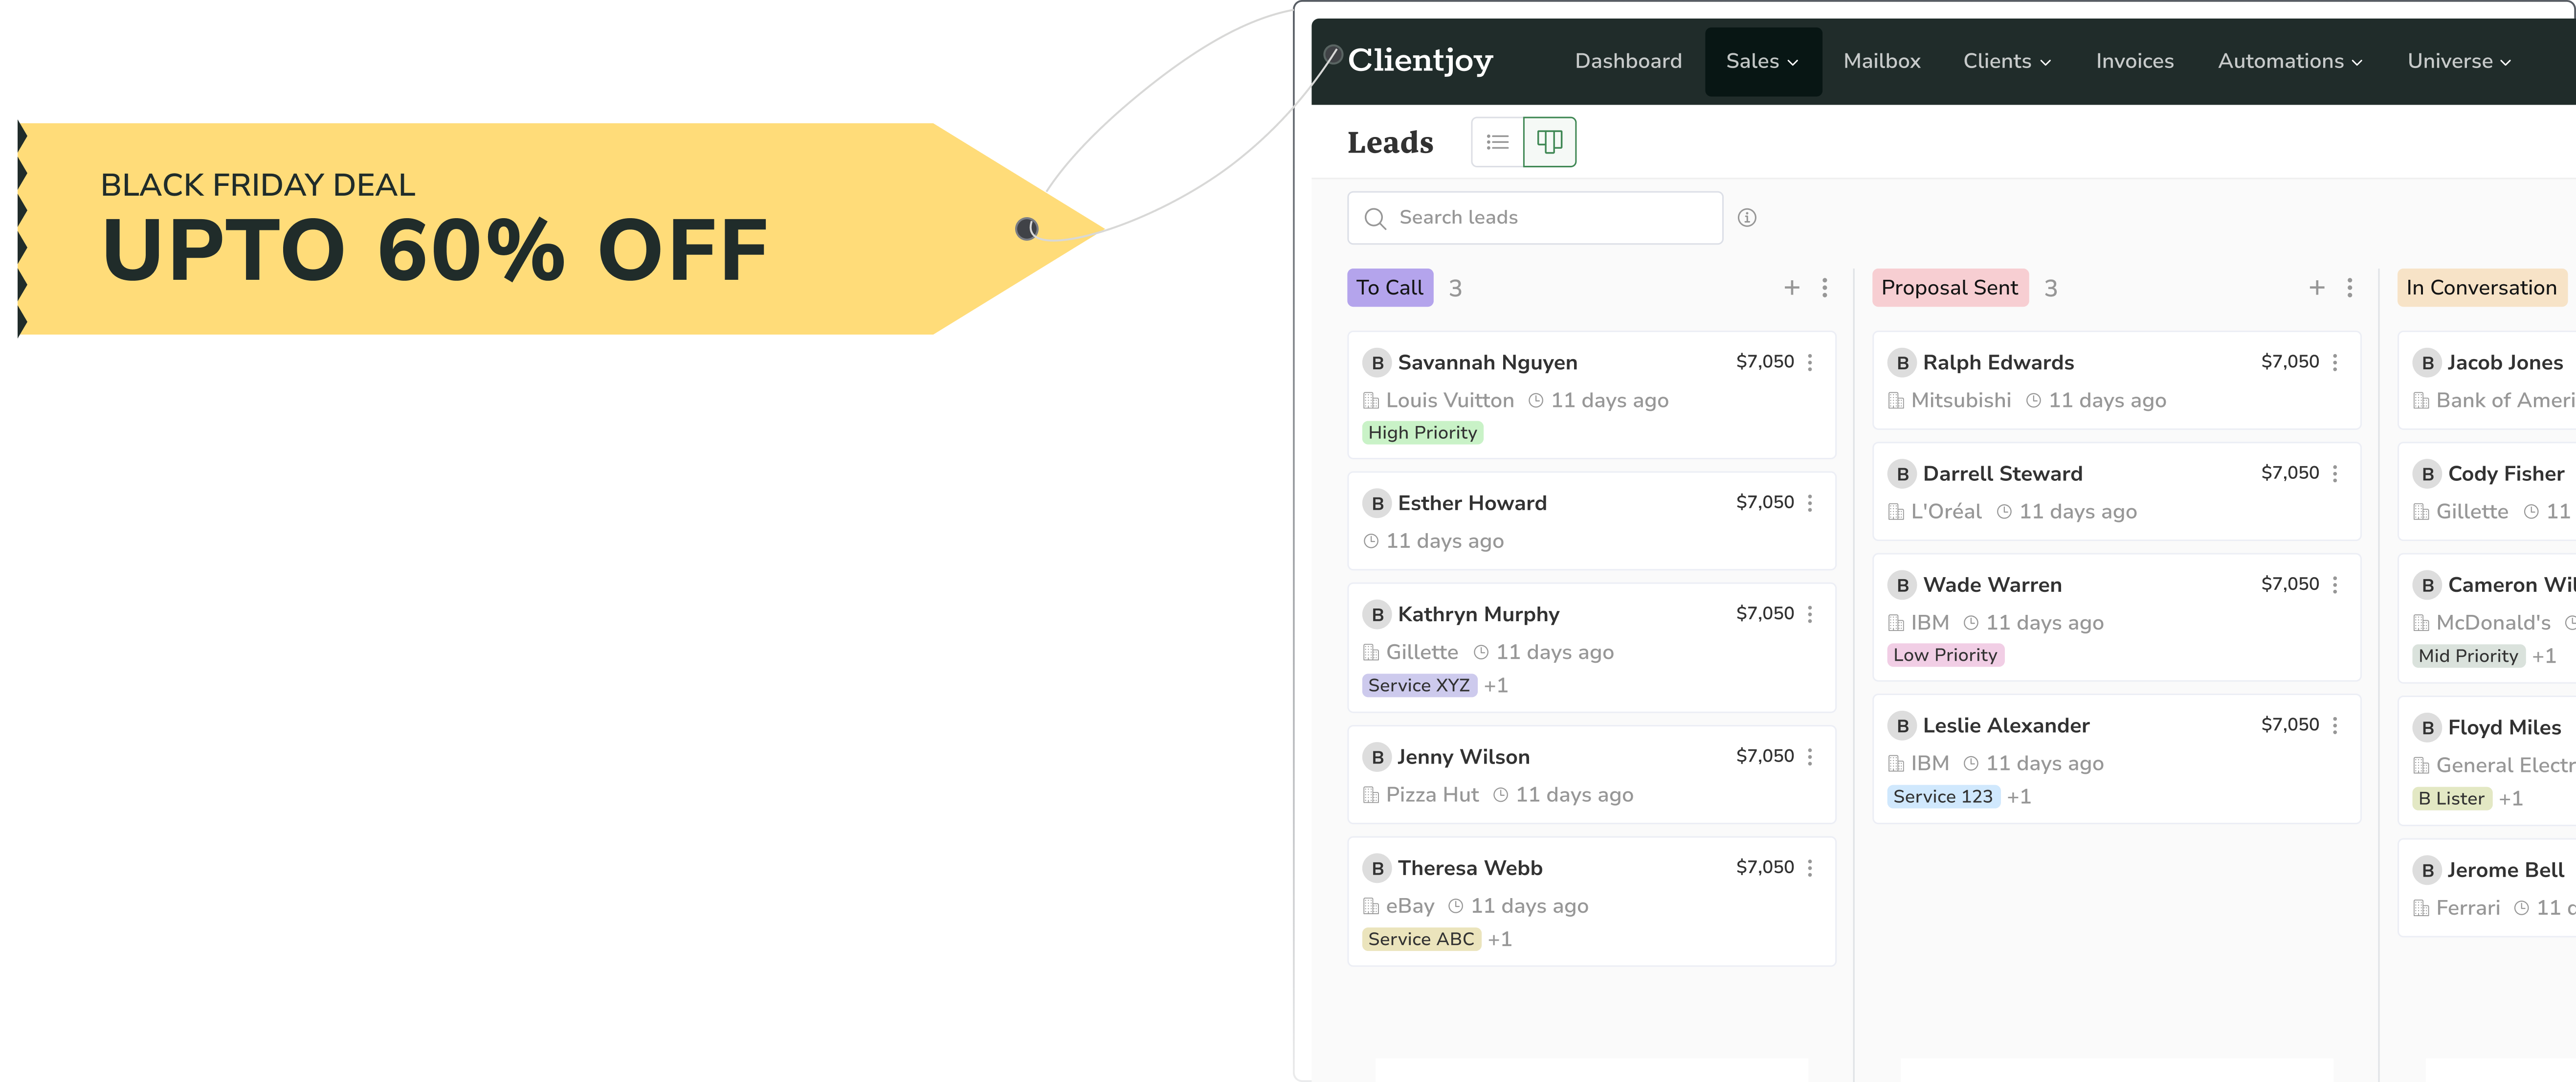 BLACK FRIDAY DEAL
UPTO 60% OFF
Clientjoy
Dashboard Sales Mailbox Clients Invoices Automations Universe
Leads
Search leads
To Call 3
B Savannah Nguyen $7,050
Louis Vuitton 11 days ago
High Priority
B Esther Howard $7,050
11 days ago
B Kathryn Murphy $7,050
Gillette 11 days ago
Service XYZ +1
B Jenny Wilson $7,050
Pizza Hut 11 days ago
B Theresa Webb $7,050
eBay 11 days ago
Service ABC +1
Proposal Sent 3
B Ralph Edwards $7,050
Mitsubishi 11 days ago
B Darrell Steward $7,050
L'Oréal 11 days ago
B Wade Warren $7,050
IBM 11 days ago
Low Priority
B Leslie Alexander $7,050
IBM 11 days ago
Service 123 +1
In Conversation
B Jacob Jones
Bank of
B Cody Fisher
Gillette 11
B Cameron
McDonald's
Mid Priority +1
B Floyd Miles
General
B Lister +1
B Jerome Bell
Ferrari 11